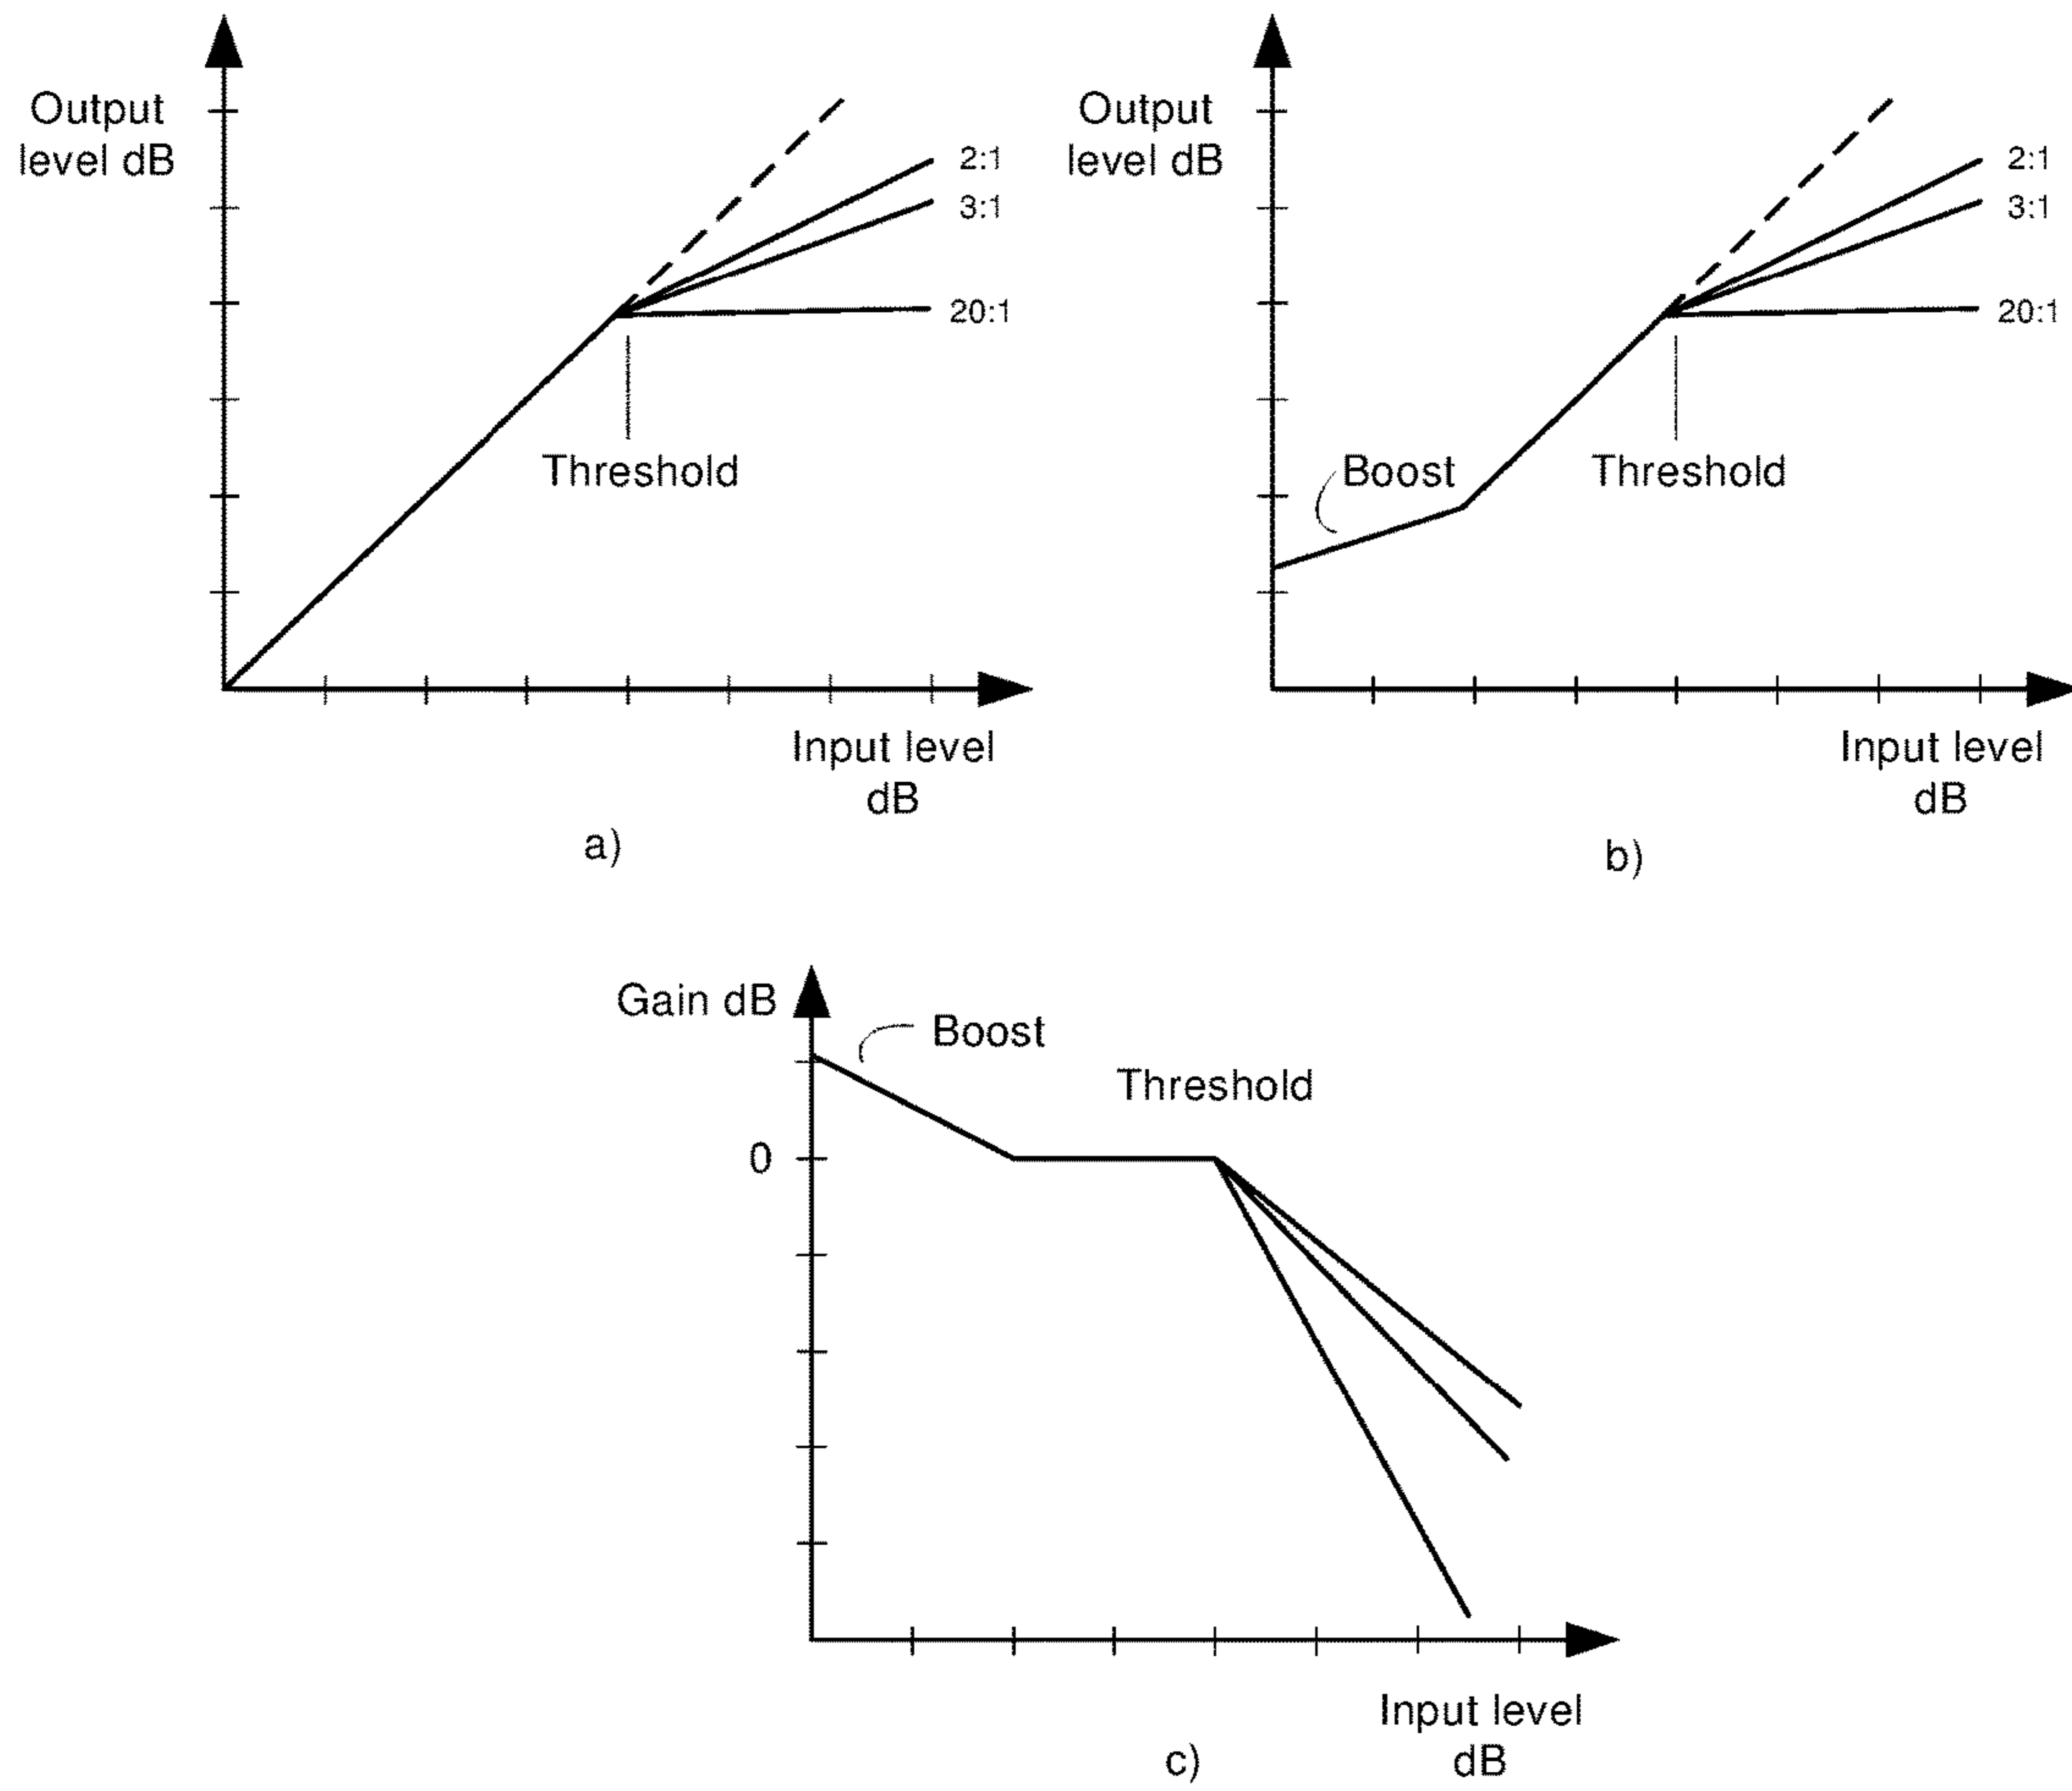 Output
level dB
2:1
3:1
20:1
Threshold
Input level
dB
a)
Output
level dB
2:1
3:1
20:1
Boost
Threshold
Input level
dB
b)
Gain dB
Boost
Threshold
0
Input level
dB
c)